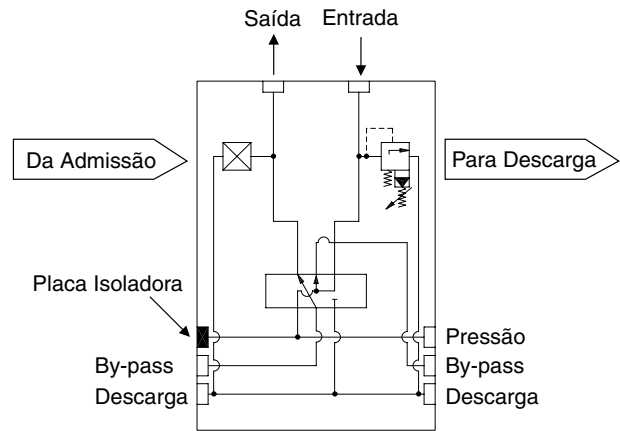 Saída
Entrada
Da Admissão
Para Descarga
Placa Isoladora
Pressão
By-pass
By-pass
Descarga
Descarga